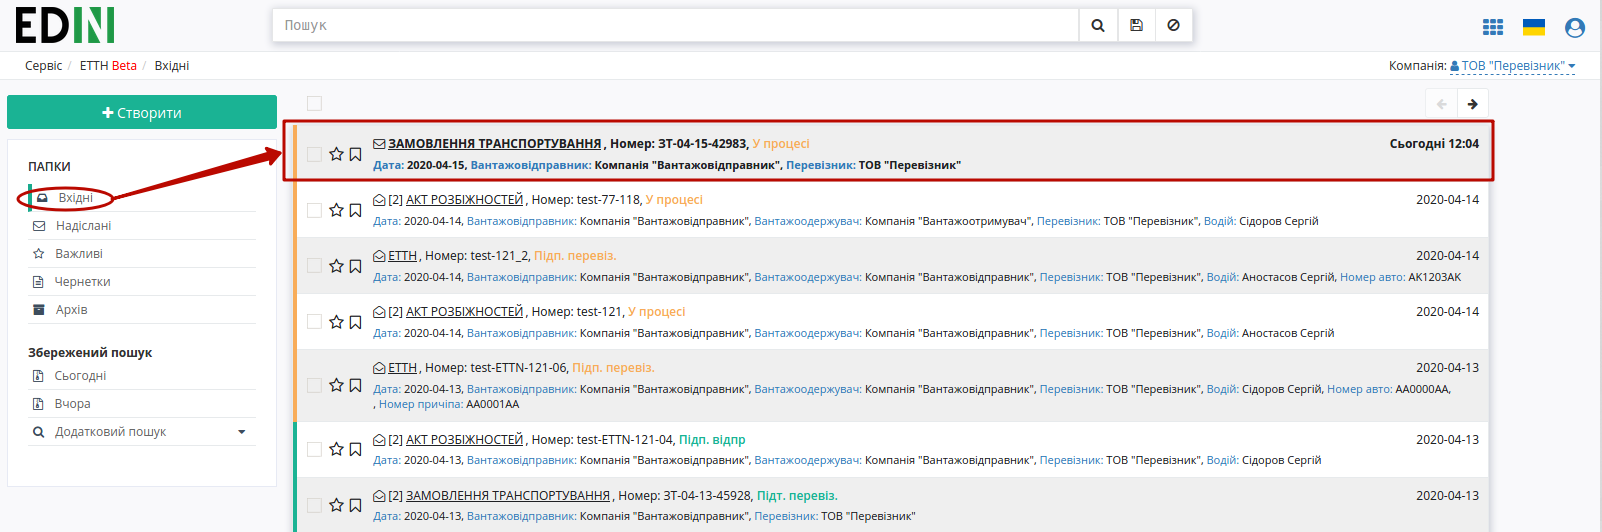 EDIN
Пошук
Сервіс / ЕТТН Beta / Вхідні
Компанія: ТОВ "Перевізник"
Створити
ПАПКИ
Вхідні
Надіслані
Важливі
Чернетки
Архів
Збережений пошук
Сьогодні
Вчора
Додатковий пошук
ЗАМОВЛЕННЯ ТРАНСПОРТУВАННЯ , Номер: ЗТ-04-15-42983, У процесі Сьогодні 12:04
Дата: 2020-04-15, Вантажовідправник: Компанія "Вантажовідправник", Перевізник: ТОВ "Перевізник"
[2] АКТ РОЗБІЖНОСТЕЙ , Номер: test-77-118, У процесі 2020-04-14
Дата: 2020-04-14, Вантажовідправник: Компанія "Вантажовідправник", Вантажоодержувач: Компанія "Вантажоотримувач", Перевізник: ТОВ "Перевізник", Водій: Сідоров Сергій
ЕТТН , Номер: test-121_2, Підп. перевіз. 2020-04-14
Дата: 2020-04-14, Вантажовідправник: Компанія "Вантажовідправник", Вантажоодержувач: Компанія "Вантажовідправник", Перевізник: ТОВ "Перевізник", Водій: Аностасов Сергій, Номер авто: АК1203АК
[2] АКТ РОЗБІЖНОСТЕЙ , Номер: test-121, У процесі 2020-04-14
Дата: 2020-04-14, Вантажовідправник: Компанія "Вантажовідправник", Вантажоодержувач: Компанія "Вантажовідправник", Перевізник: ТОВ "Перевізник", Водій: Аностасов Сергій
ЕТТН , Номер: test-ETTN-121-06, Підп. перевіз. 2020-04-13
Дата: 2020-04-13, Вантажовідправник: Компанія "Вантажовідправник", Вантажоодержувач: Компанія "Вантажовідправник", Перевізник: ТОВ "Перевізник", Водій: Сідоров Сергій, Номер авто: АА0000АА,
, Номер причіпа: АА0001АА
[2] АКТ РОЗБІЖНОСТЕЙ , Номер: test-ETTN-121-04, Підп. відпр 2020-04-13
Дата: 2020-04-13, Вантажовідправник: Компанія "Вантажовідправник", Вантажоодержувач: Компанія "Вантажовідправник", Перевізник: ТОВ "Перевізник", Водій: Сідоров Сергій
[2] ЗАМОВЛЕННЯ ТРАНСПОРТУВАННЯ , Номер: ЗТ-04-13-45928, Підт. перевіз. 2020-04-13
Дата: 2020-04-13, Вантажовідправник: Компанія "Вантажовідправник", Перевізник: ТОВ "Перевізник"